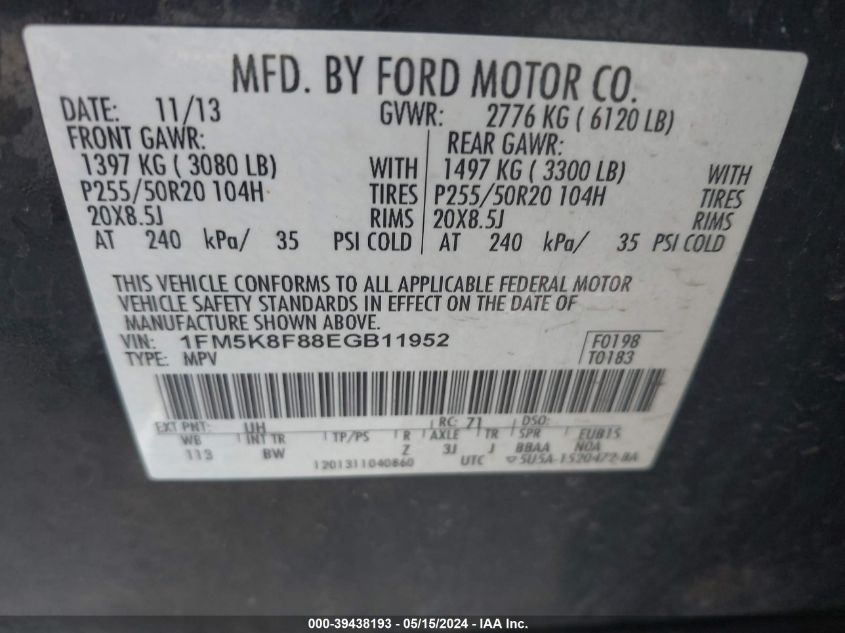 MFD. BY FORD MOTOR CO.
DATE: 11/13 GVWR: 2776 KG ( 6120 LB)
FRONT GAWR: REAR GAWR:
1397 KG ( 3080 LB) WITH 1497 KG ( 3300 LB) WITH
P255/50R20 104H TIRES P255/50R20 104H TIRES
20X8.5J RIMS 20X8.5J RIMS
AT 240 kPa/ 35 PSI COLD AT 240 kPa/ 35 PSI COLD
THIS VEHICLE CONFORMS TO ALL APPLICABLE FEDERAL MOTOR
VEHICLE SAFETY STANDARDS IN EFFECT ON THE DATE OF
MANUFACTURE SHOWN ABOVE.
VIN: 1FM5K8F88EGB11952 F0198
TYPE: MPV T0183
EXT PNT: UH RC: 71 DSO:
WB INT TR TP/PS R AXLE TR SPR EUB15
113 BW Z 3J J BBAA NOA
1201311040860 UTC 5U5A-1520472-BA
000-39438193 - 05/15/2024 - IAA Inc.